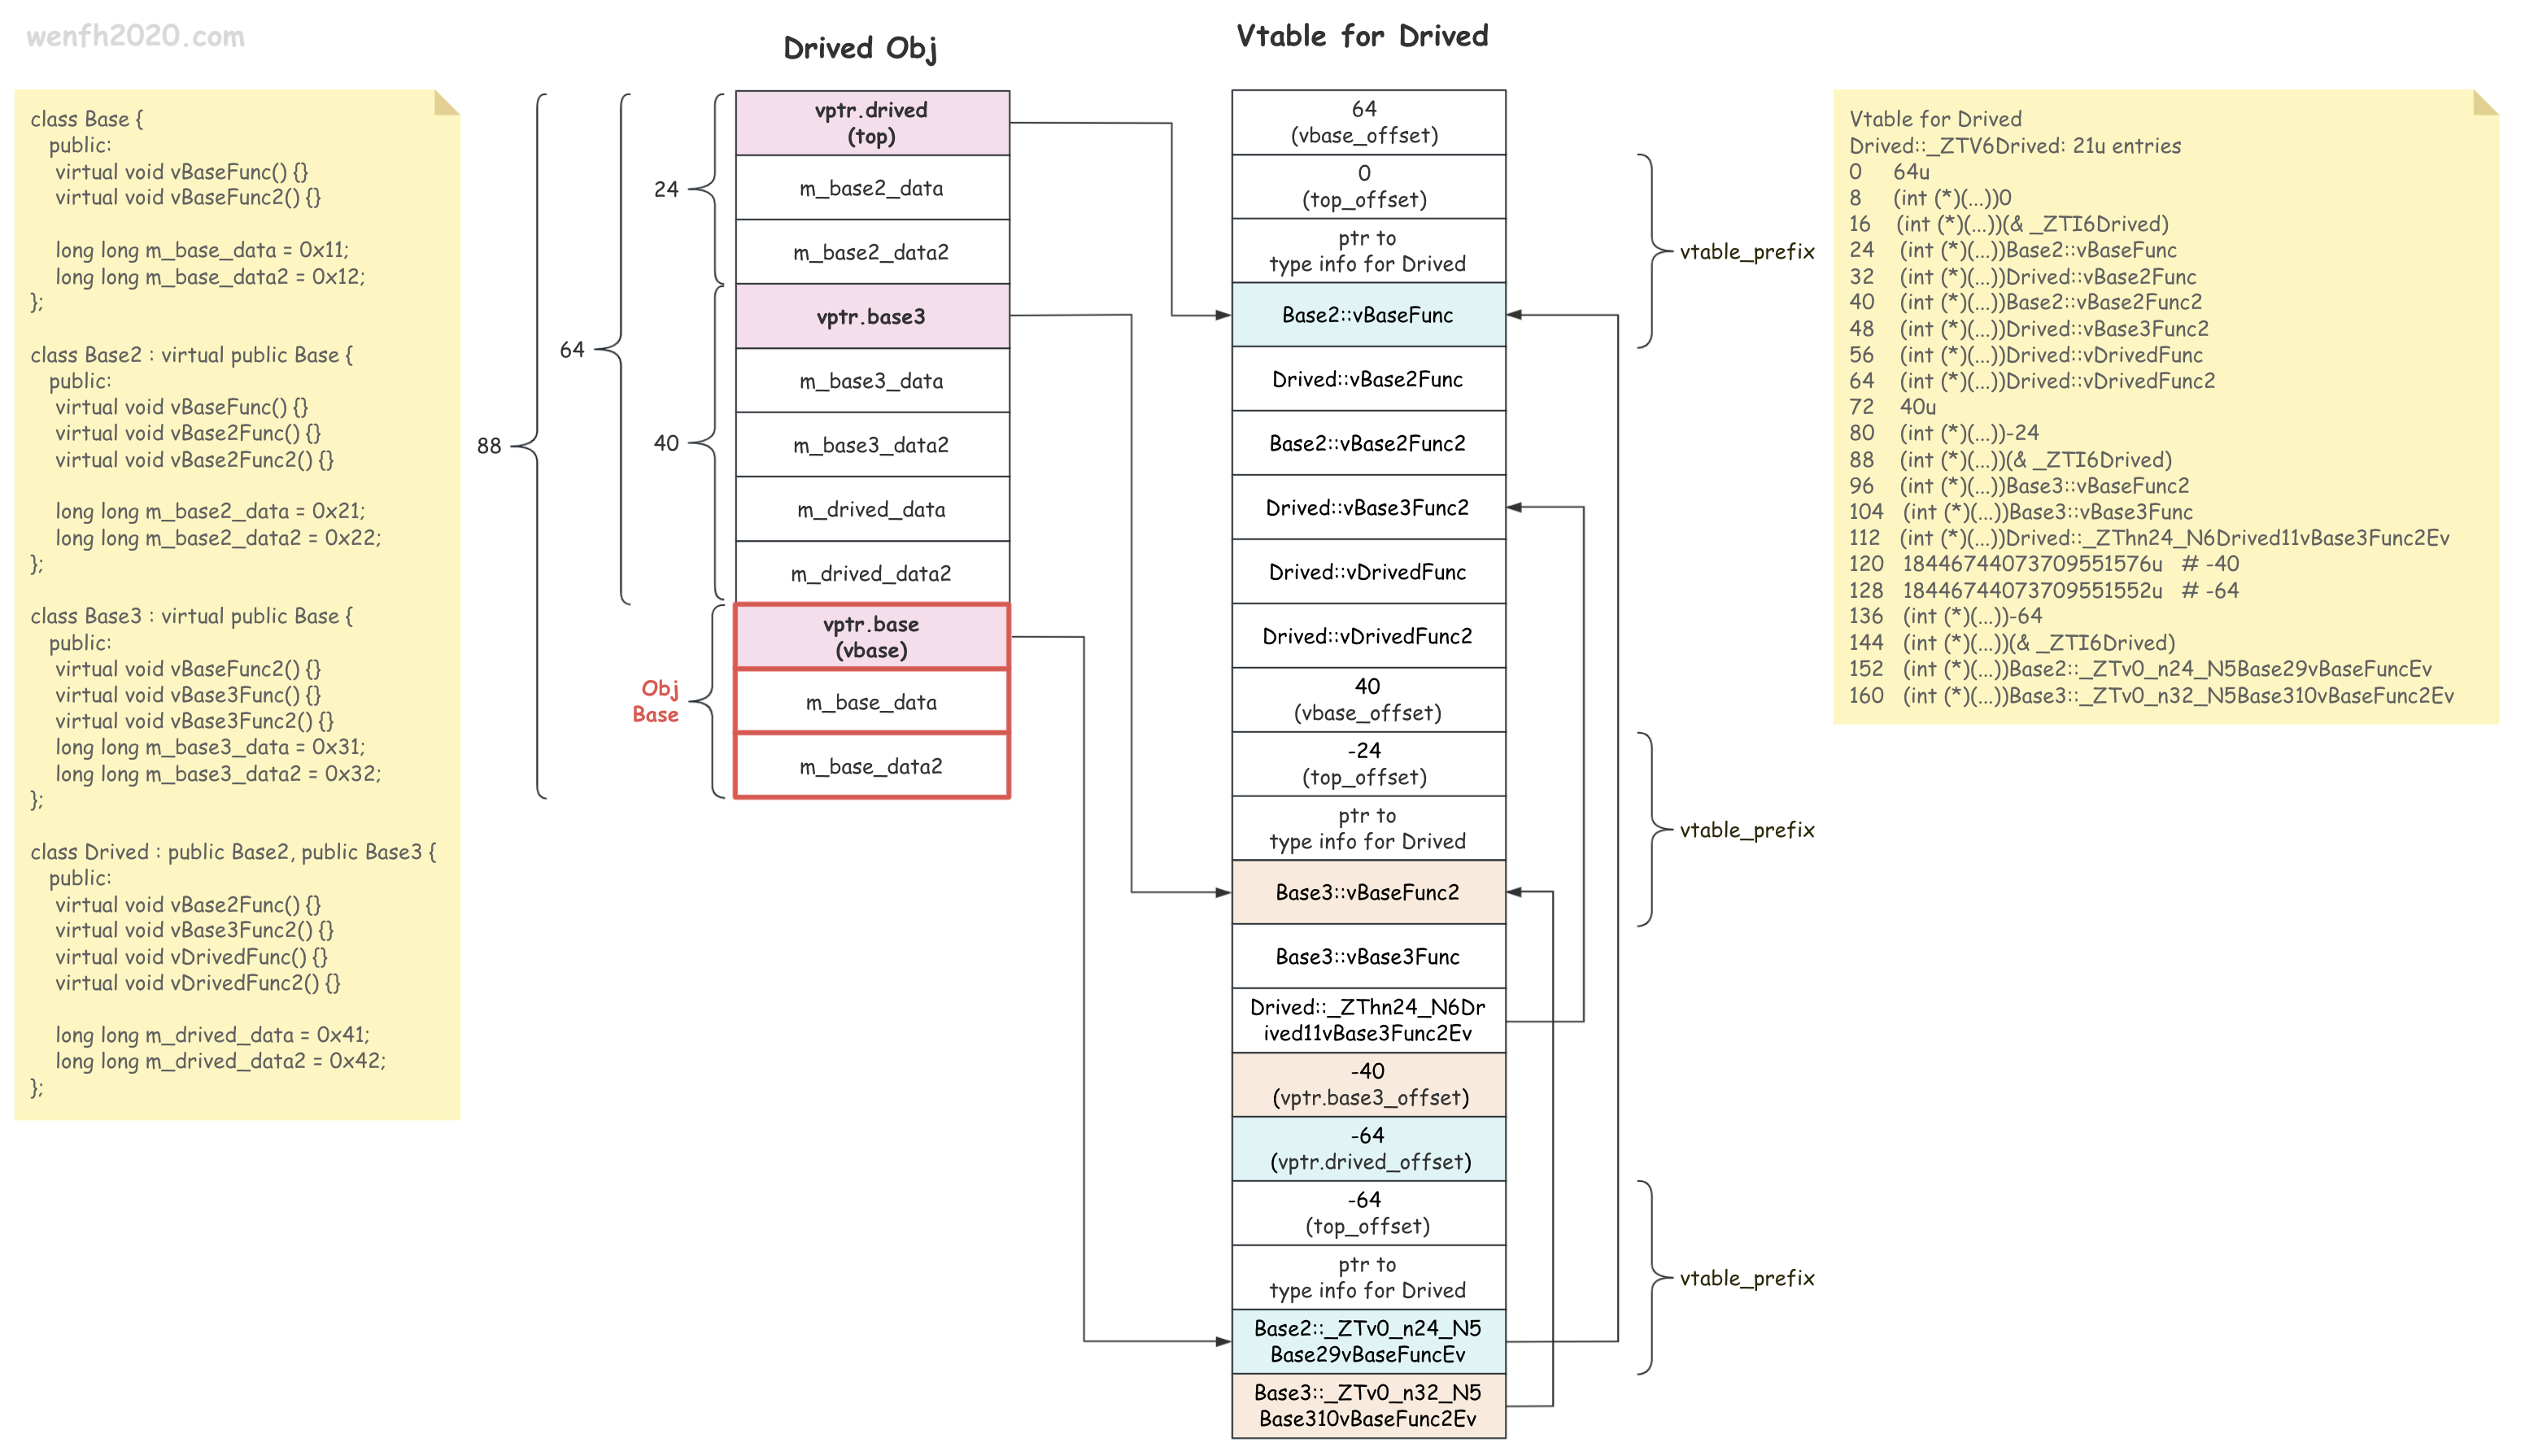 wenfh2020.com
Drived Obj
Vtable for Drived
class Base {
public:
virtual void vBaseFunc() {}
virtual void vBaseFunc2() {}
long long m_base_data = 0x11;
long long m_base_data2 = 0x12;
};
class Base2 : virtual public Base {
public:
virtual void vBaseFunc() {}
virtual void vBase2Func() {}
virtual void vBase2Func2() {}
long long m_base2_data = 0x21;
long long m_base2_data2 = 0x22;
};
class Base3 : virtual public Base {
public:
virtual void vBaseFunc2() {}
virtual void vBase3Func() {}
virtual void vBase3Func2() {}
long long m_base3_data = 0x31;
long long m_base3_data2 = 0x32;
};
class Drived : public Base2, public Base3 {
public:
virtual void vBase2Func() {}
virtual void vBase3Func2() {}
virtual void vDrivedFunc() {}
virtual void vDrivedFunc2() {}
long long m_drived_data = 0x41;
long long m_drived_data2 = 0x42;
};
88
64
24
40
Obj
Base
vptr.drived
(top)
m_base2_data
m_base2_data2
vptr.base3
m_base3_data
m_base3_data2
m_drived_data
m_drived_data2
vptr.base
(vbase)
m_base_data
m_base_data2
64
(vbase_offset)
0
(top_offset)
ptr to
type info for Drived
Base2::vBaseFunc
Drived::vBase2Func
Base2::vBase2Func2
Drived::vBase3Func2
Drived::vDrivedFunc
Drived::vDrivedFunc2
40
(vbase_offset)
-24
(top_offset)
ptr to
type info for Drived
Base3::vBaseFunc2
Base3::vBase3Func
Drived::_ZThn24_N6Dr
ived11vBase3Func2Ev
-40
(vptr.base3_offset)
-64
(vptr.drived_offset)
-64
(top_offset)
ptr to
type info for Drived
Base2::_ZTv0_n24_N5
Base29vBaseFuncEv
Base3::_ZTv0_n32_N5
Base310vBaseFunc2Ev
vtable_prefix
vtable_prefix
vtable_prefix
Vtable for Drived
Drived::_ZTV6Drived: 21u entries
0 64u
8 (int (*)(...))0
16 (int (*)(...))(& _ZTI6Drived)
24 (int (*)(...))Base2::vBaseFunc
32 (int (*)(...))Drived::vBase2Func
40 (int (*)(...))Base2::vBase2Func2
48 (int (*)(...))Drived::vBase3Func2
56 (int (*)(...))Drived::vDrivedFunc
64 (int (*)(...))Drived::vDrivedFunc2
72 40u
80 (int (*)(...))-24
88 (int (*)(...))(& _ZTI6Drived)
96 (int (*)(...))Base3::vBaseFunc2
104 (int (*)(...))Base3::vBase3Func
112 (int (*)(...))Drived::_ZThn24_N6Drived11vBase3Func2Ev
120 18446744073709551576u # -40
128 18446744073709551552u # -64
136 (int (*)(...))-64
144 (int (*)(...))(& _ZTI6Drived)
152 (int (*)(...))Base2::_ZTv0_n24_N5Base29vBaseFuncEv
160 (int (*)(...))Base3::_ZTv0_n32_N5Base310vBaseFunc2Ev